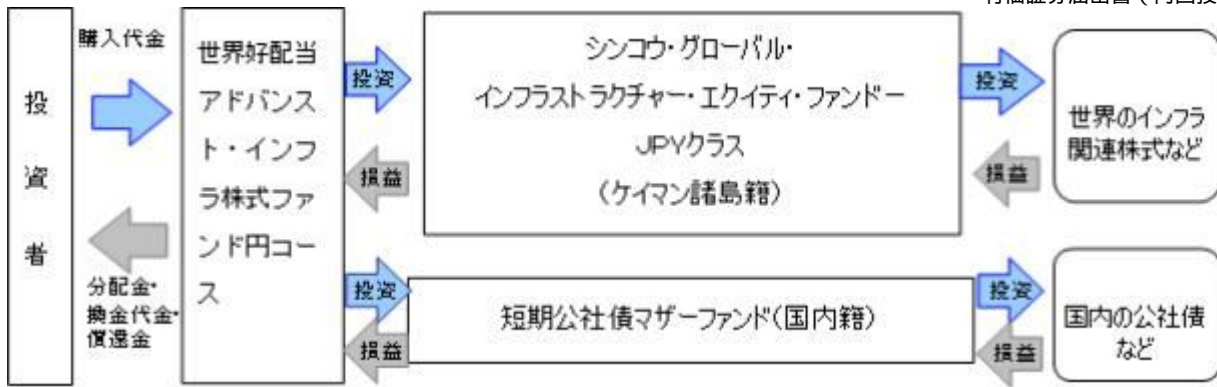 購入代金
投資者
分配金・
換金代金・
償還金
世界好配当
アドバンス
ト・インフ
ラ株式ファ
ンド円コー
ス
投資
損益
投資
損益
シンコウ・グローバル・
インフラストラクチャー・エクイティ・ファンドー
JPYクラス
(ケイマン諸島籍)
短期公社債マザーファンド(国内籍)
投資
損益
投資
損益
世界のインフラ
関連株式など
国内の公社債
など